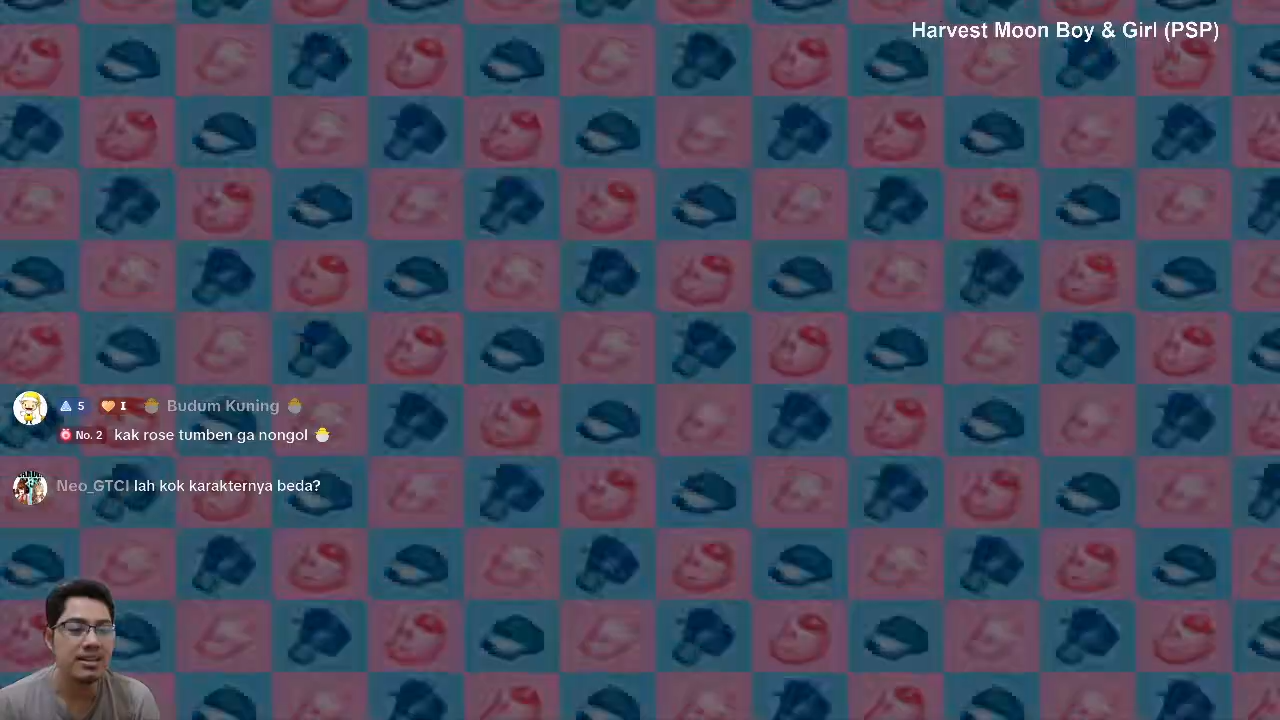 Harvest Moon Boy & Girl (PSP)
5 I Budum Kuning
No. 2 kak rose tumben ga nongol
Neo_GTCI lah kok karakternya beda?